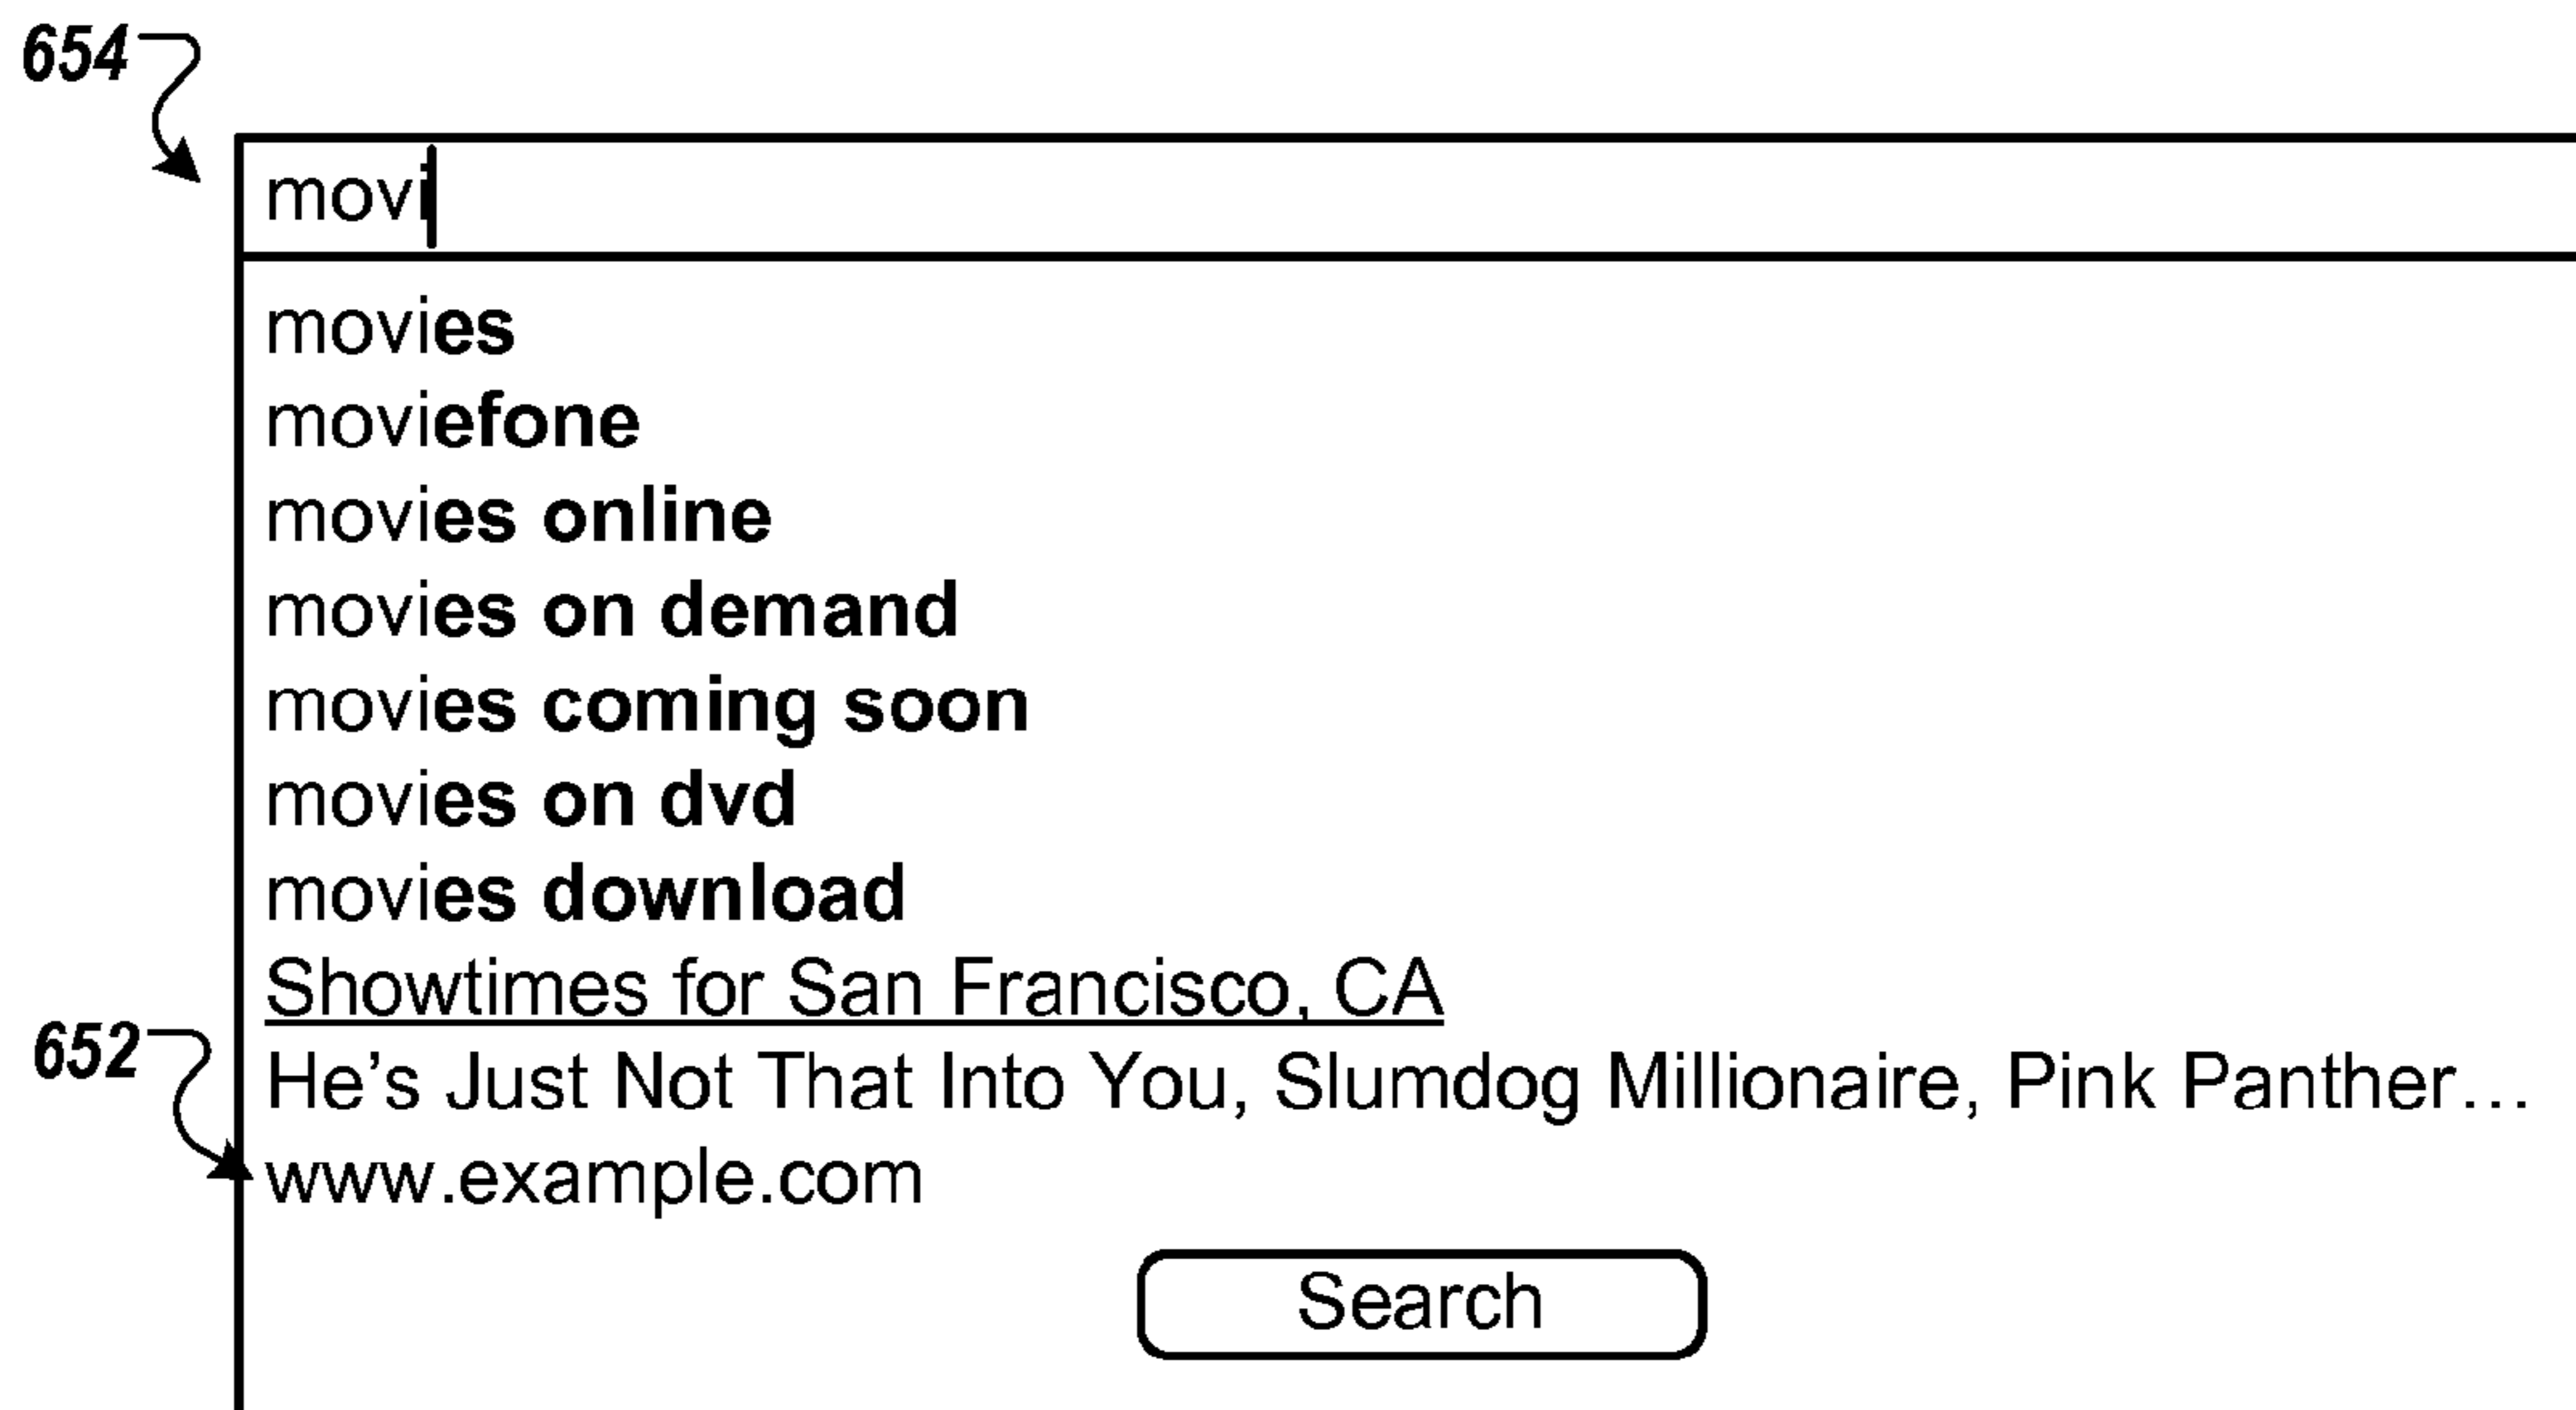 654
movi
movies
moviefone
movies online
movies on demand
movies coming soon
movies on dvd
movies download
Showtimes for San Francisco, CA
652
He’s Just Not That Into You, Slumdog Millionaire, Pink Panther…
www.example.com
Search